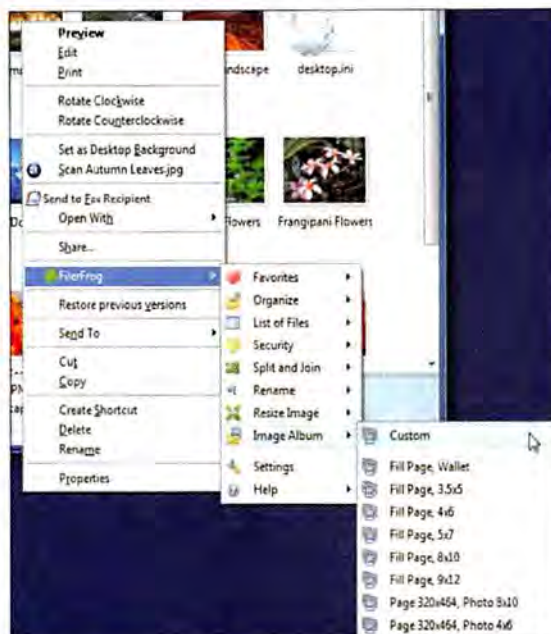 Preview
Edit
Print
ndscape
desktop.ini
Rotate Clockwise
Rotate Counterclockwise
Set as Desktop Background
Scan Autumn Leaves.jpg
Send to Fax Recipient
Open With
Do
lowers
Frangipani Flowers
Share...
FilerFrog
Restore previous versions
Send To
Cut
Copy
Create Shortcut
Delete
Rename
Properties
Favorites
Organize
List of Files
Security
Split and Join
Rename
Resize Image
Image Album
Settings
Help
Custom
Fill Page, Wallet
Fill Page, 3.5x5
Fill Page, 4x6
Fill Page, 5x7
Fill Page, 8x10
Fill Page, 9x12
Page 320x464, Photo 8x10
Page 320x464, Photo 4x6